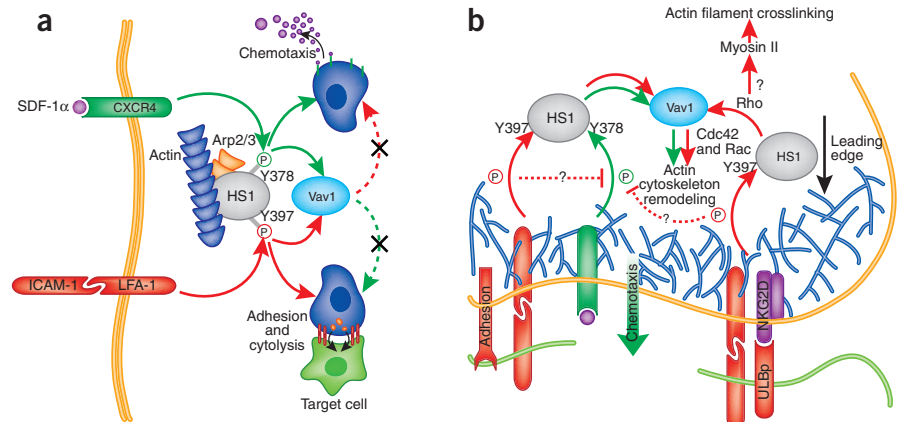 a
Chemotaxis
SDF-1α
CXCR4
Arp2/3
Actin
P
Y378
HS1
Vav1
Y397
P
ICAM-1
LFA-1
Adhesion
and
cytolysis
Target cell
b
Actin filament crosslinking
Myosin II
?
Rho
HS1
Vav1
Y397
Y378
Cdc42
and Rac
HS1
Leading
edge
Y397
P
?
P
Actin
cytoskeleton
remodeling
?
P
Adhesion
Chemotaxis
NKG2D
ULBp